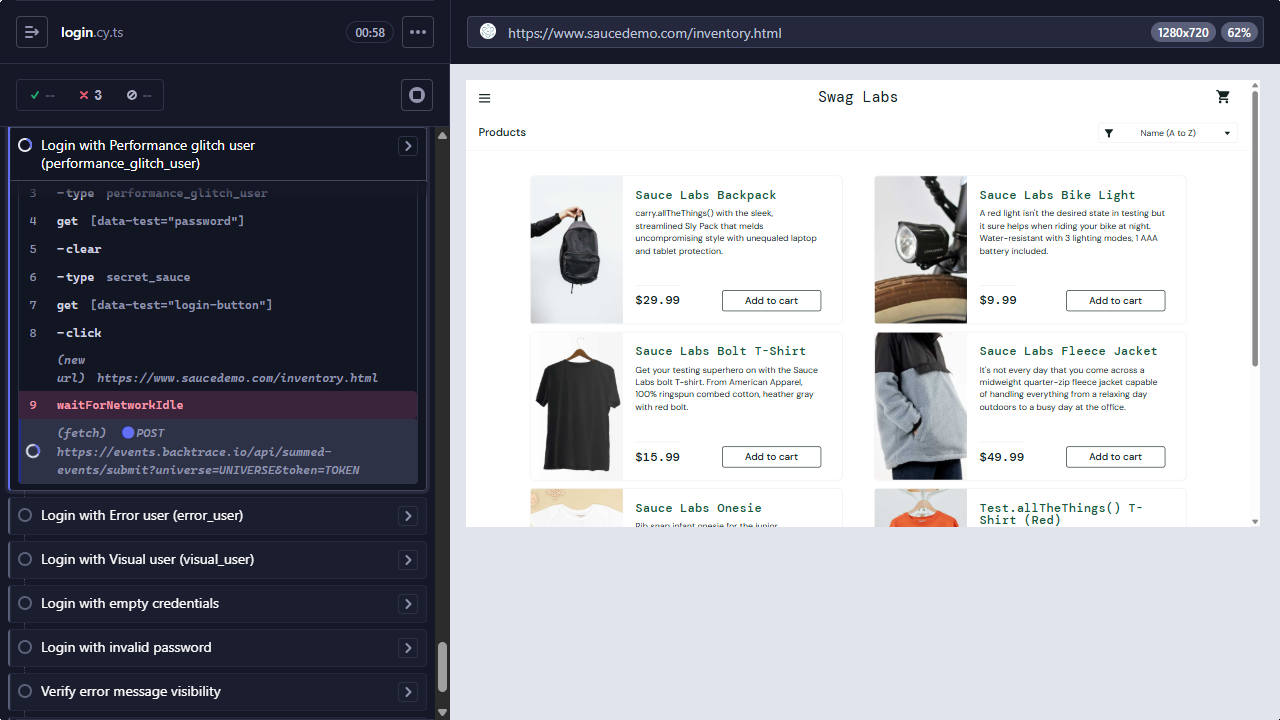 login.cy.ts
00:58
--
3
--
Login with Performance glitch user
(performance_glitch_user)
3 -type performance_glitch_user
4 get [data-test="password"]
5 -clear
6 -type secret_sauce
7 get [data-test="login-button"]
8 -click
(new
url) https://www.saucedemo.com/inventory.html
9 waitForNetworkIdle
(fetch) POST
https://events.backtrace.io/api/summed-
events/submit?universe=UNIVERSE&token=TOKEN
Login with Error user (error_user)
Login with Visual user (visual_user)
Login with empty credentials
Login with invalid password
Verify error message visibility
https://www.saucedemo.com/inventory.html
1280x720
62%
Swag Labs
Products
Name (A to Z)
Sauce Labs Backpack
carry.allTheThings() with the sleek,
streamlined Sly Pack that melds
uncompromising style with unequaled laptop
and tablet protection.
$29.99
Add to cart
Sauce Labs Bike Light
A red light isn't the desired state in testing but
it sure helps when riding your bike at night.
Water-resistant with 3 lighting modes, 1 AAA
battery included.
$9.99
Add to cart
Sauce Labs Bolt T-Shirt
Get your testing superhero on with the Sauce
Labs bolt T-shirt. From American Apparel,
100% ringspun combed cotton, heather gray
with red bolt.
$15.99
Add to cart
Sauce Labs Fleece Jacket
It's not every day that you come across a
midweight quarter-zip fleece jacket capable
of handling everything from a relaxing day
outdoors to a busy day at the office.
$49.99
Add to cart
Sauce Labs Onesie
Rib snap infant onesie for the junior
Test.allTheThings() T-
Shirt (Red)